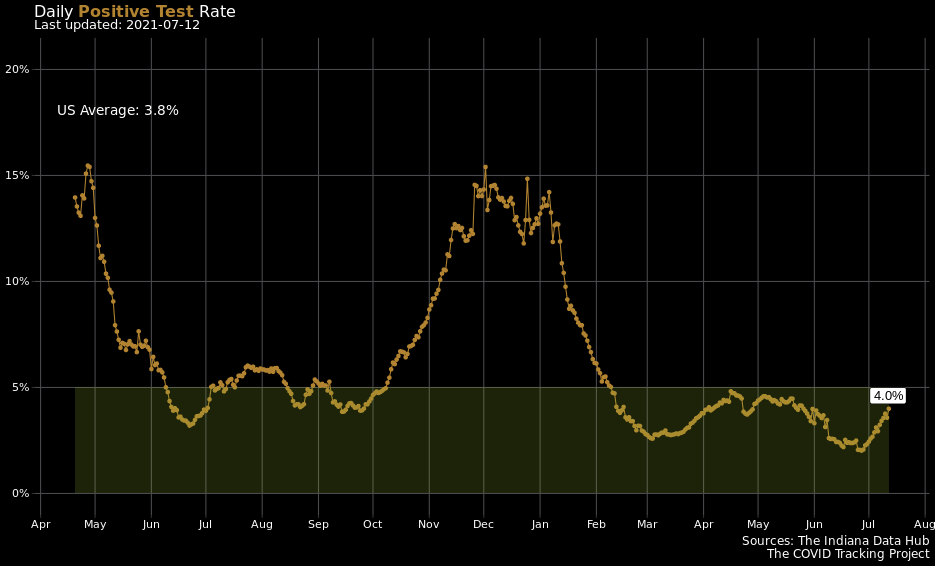 Daily Positive Test Rate
Last updated: 2021-07-12
20%
US Average: 3.8%
15%
10%
5%
4.0%
0%
Apr May Jun Jul Aug Sep Oct Nov Dec Jan Feb Mar Apr May Jun Jul Aug
Sources: The Indiana Data Hub
The COVID Tracking Project